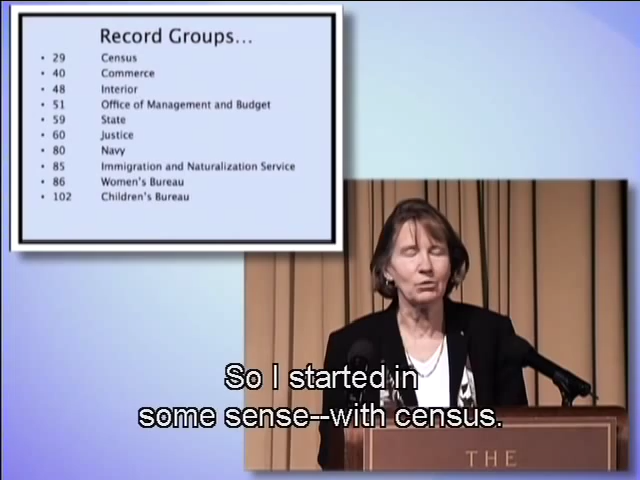 Record Groups...
• 29 Census
• 40 Commerce
• 48 Interior
• 51 Office of Management and Budget
• 59 State
• 60 Justice
• 80 Navy
• 85 Immigration and Naturalization Service
• 86 Women's Bureau
• 102 Children's Bureau
So I started in
some sense--with census.
THE